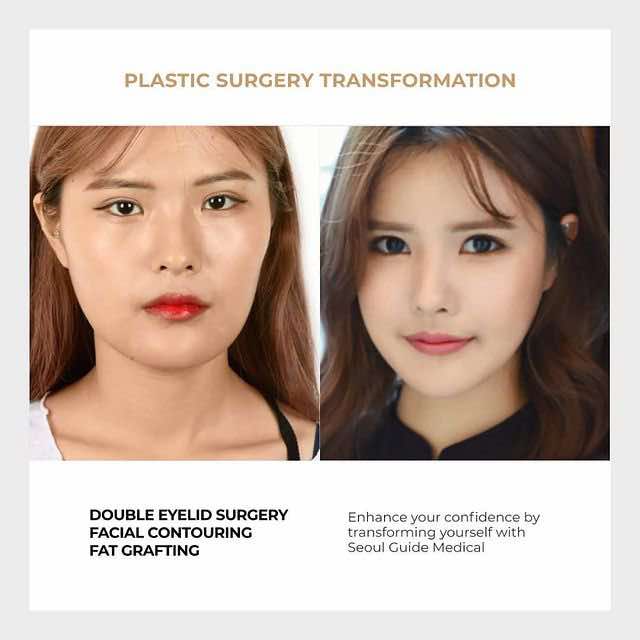 PLASTIC SURGERY TRANSFORMATION
DOUBLE EYELID SURGERY
FACIAL CONTOURING
FAT GRAFTING
Enhance your confidence by
transforming yourself with
Seoul Guide Medical